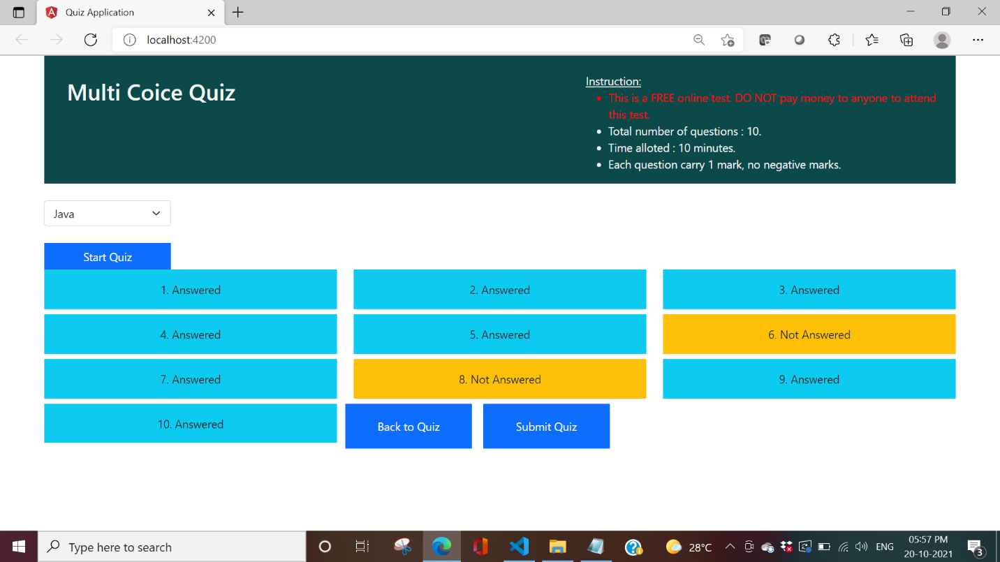 Quiz Application
localhost:4200
Multi Coice Quiz
Instruction:
This is a FREE online test. DO NOT pay money to anyone to attend
this test.
Total number of questions : 10.
Time alloted : 10 minutes.
Each question carry 1 mark, no negative marks.
Java
Start Quiz
1. Answered
2. Answered
3. Answered
4. Answered
5. Answered
6. Not Answered
7. Answered
8. Not Answered
9. Answered
10. Answered
Back to Quiz
Submit Quiz
Type here to search
28°C
ENG
05:57 PM
20-10-2021
3